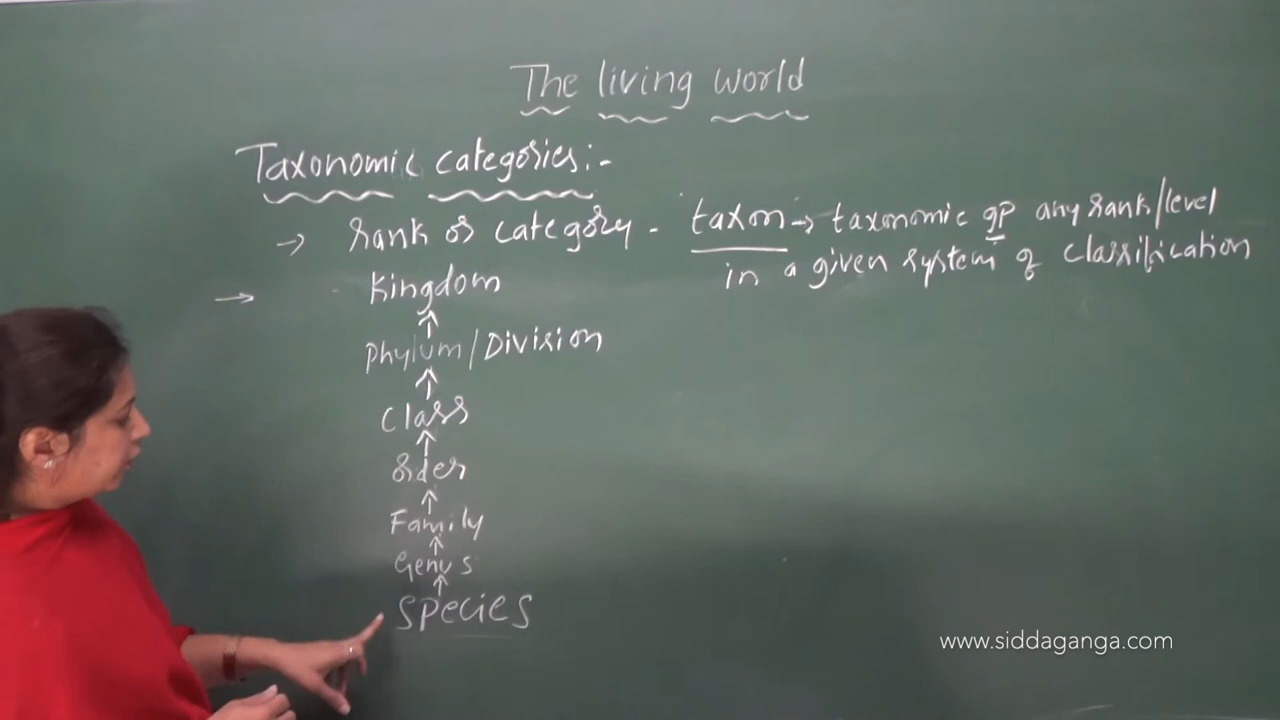 The living world
Taxonomic categories:-
→ Rank or category - taxon → taxonomic gp any rank/level
in a given system of classification
→ Kingdom
↑
Phylum/Division
↑
Class
↑
Order
↑
Family
↑
Genus
↑
Species
www.siddaganga.com